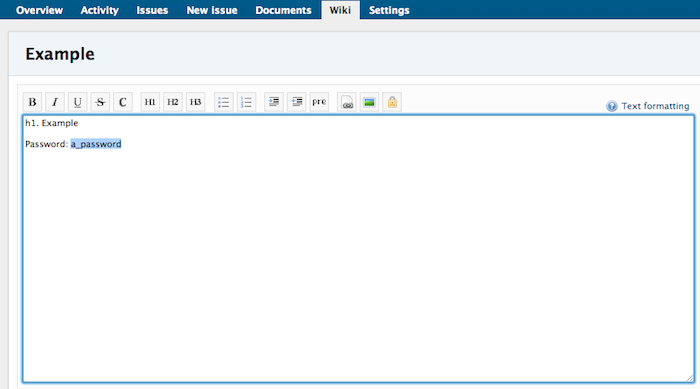 Overview Activity Issues New issue Documents Wiki Settings
Example
B I U S C H1 H2 H3 pre Text formatting
h1. Example
Password: a_password